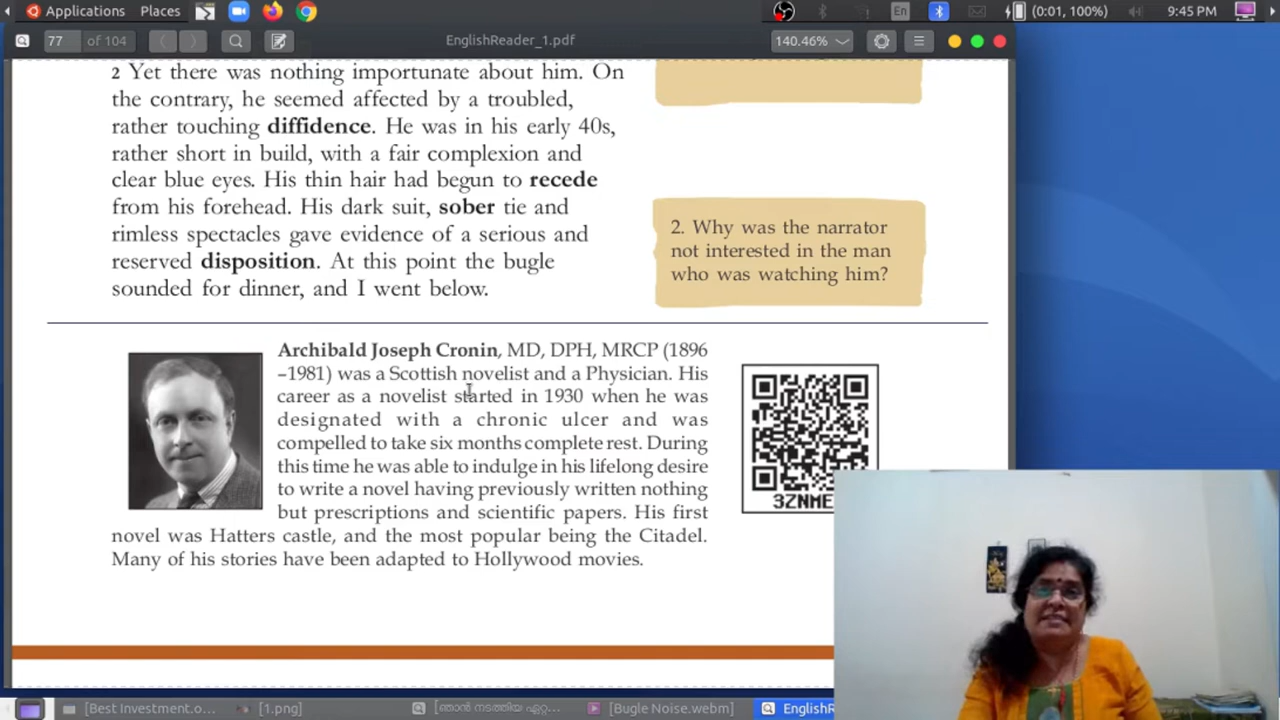 Applications Places En (0:01, 100%) 9:45 PM
77 of 104 EnglishReader_1.pdf 140.46%
2 Yet there was nothing importunate about him. On
the contrary, he seemed affected by a troubled,
rather touching diffidence. He was in his early 40s,
rather short in build, with a fair complexion and
clear blue eyes. His thin hair had begun to recede
from his forehead. His dark suit, sober tie and
rimless spectacles gave evidence of a serious and
reserved disposition. At this point the bugle
sounded for dinner, and I went below.
2. Why was the narrator
not interested in the man
who was watching him?
Archibald Joseph Cronin, MD, DPH, MRCP (1896
–1981) was a Scottish novelist and a Physician. His
career as a novelist started in 1930 when he was
designated with a chronic ulcer and was
compelled to take six months complete rest. During
this time he was able to indulge in his lifelong desire
to write a novel having previously written nothing
but prescriptions and scientific papers. His first
novel was Hatters castle, and the most popular being the Citadel.
Many of his stories have been adapted to Hollywood movies.
3ZNME
[Best Investment.o... [1.png] [ഞാൻ നടത്തിയ ഏറ്റ... [Bugle Noise.webm] EnglishR